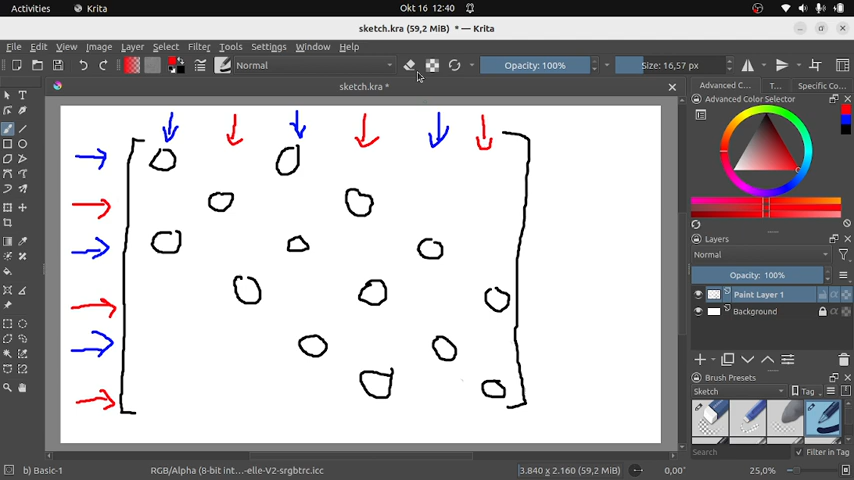 Activities Krita Okt 16 12:40
sketch.kra (59,2 MiB) * — Krita
File Edit View Image Layer Select Filter Tools Settings Window Help
Normal Opacity: 100% Size: 16,57 px
sketch.kra * Advanced C... T... Specific Co...
Advanced Color Selector
Layers
Normal
Opacity: 100%
Paint Layer 1
Background
Brush Presets
Sketch Tag
Search Filter in Tag
b) Basic-1 RGB/Alpha (8-bit int...-elle-V2-srgbtrc.icc 3.840 x 2.160 (59,2 MiB) 0,00° 25,0%